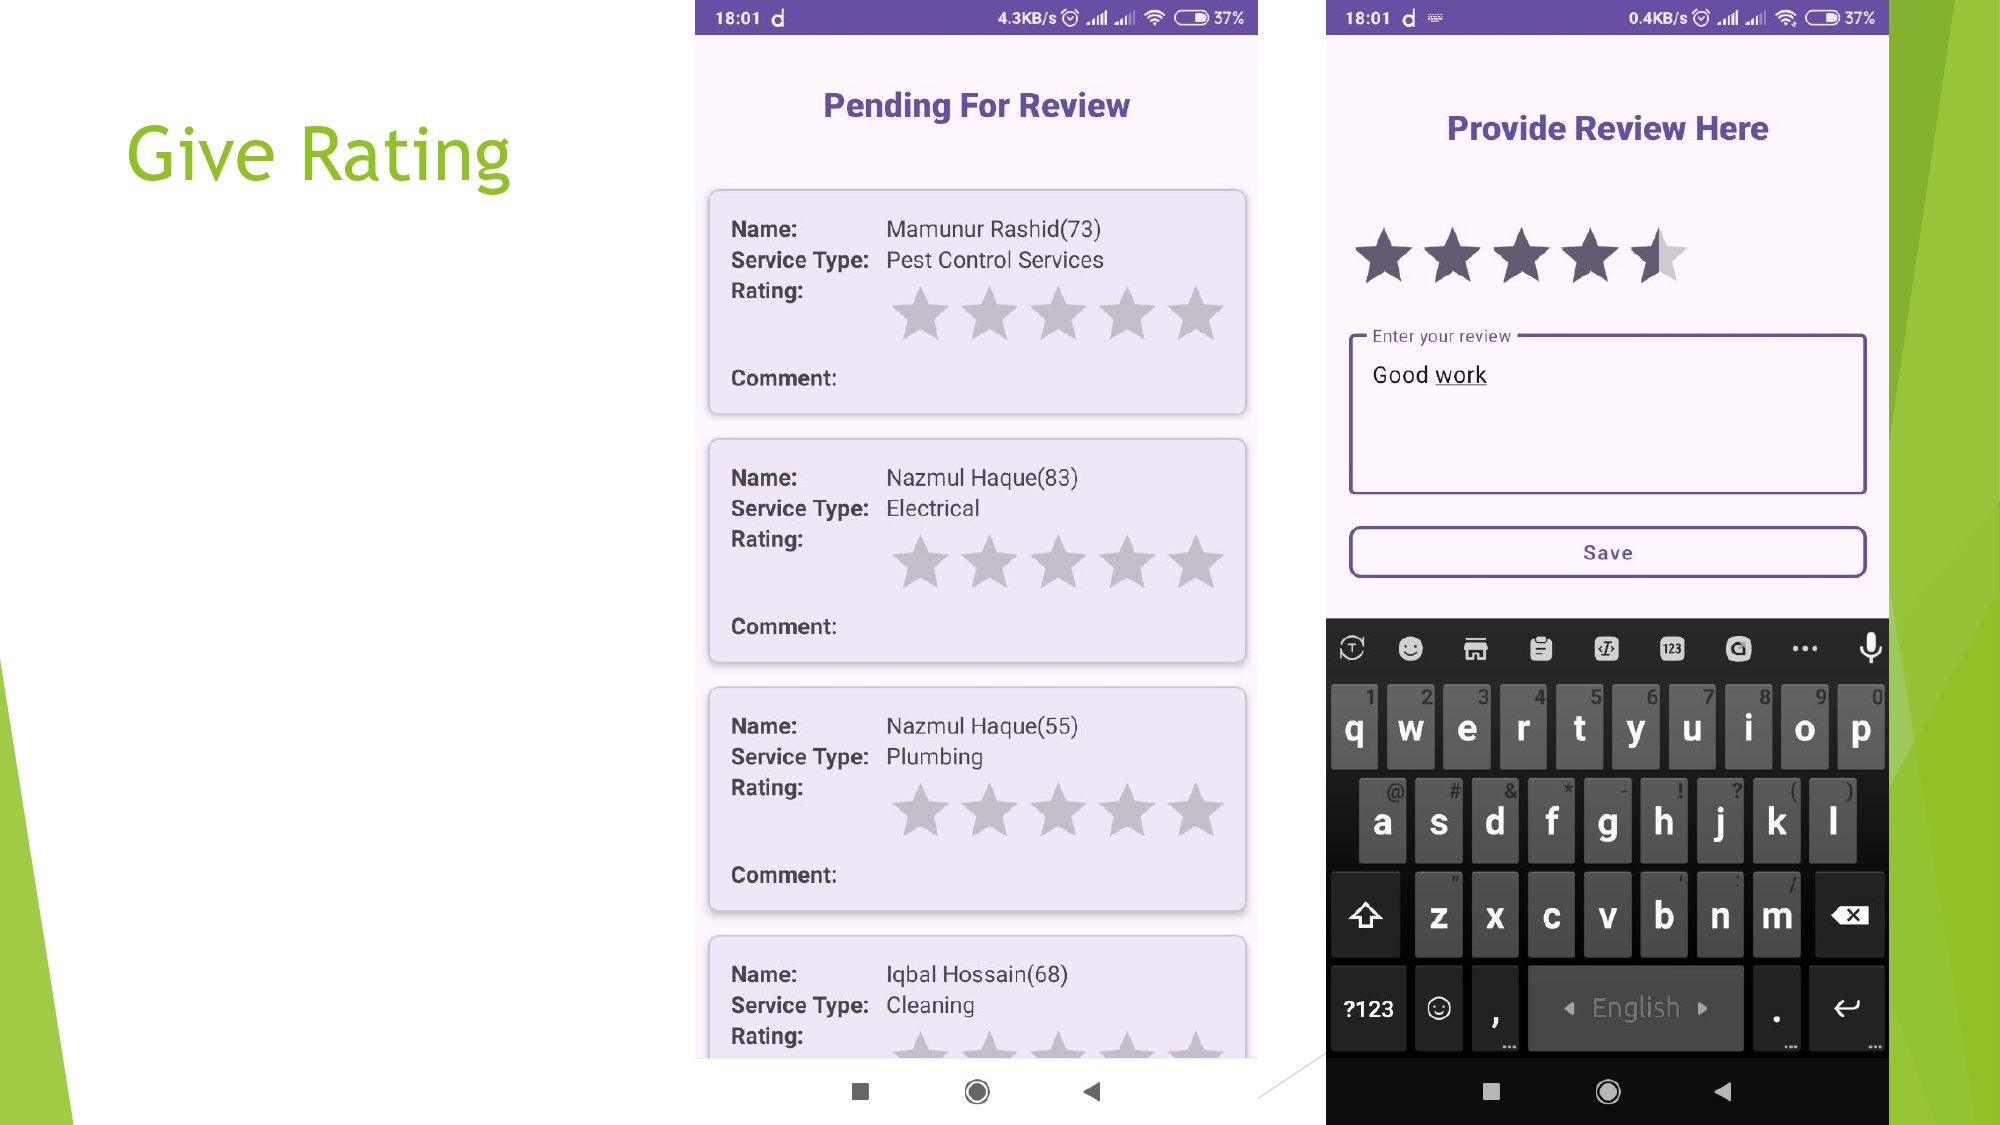 Give Rating
18:01 d 4.3KB/s 37%
Pending For Review
Name: Mamunur Rashid(73)
Service Type: Pest Control Services
Rating:
Comment:
Name: Nazmul Haque(83)
Service Type: Electrical
Rating:
Comment:
Name: Nazmul Haque(55)
Service Type: Plumbing
Rating:
Comment:
Name: Iqbal Hossain(68)
Service Type: Cleaning
Rating:
18:01 d 0.4KB/s 37%
Provide Review Here
Enter your review
Good work
Save
T 123
1 2 3 4 5 6 7 8 9 0
q w e r t y u i o p
@ # & * - ! ? ( )
a s d f g h j k l
" ' : /
z x c v b n m
?123 , English .